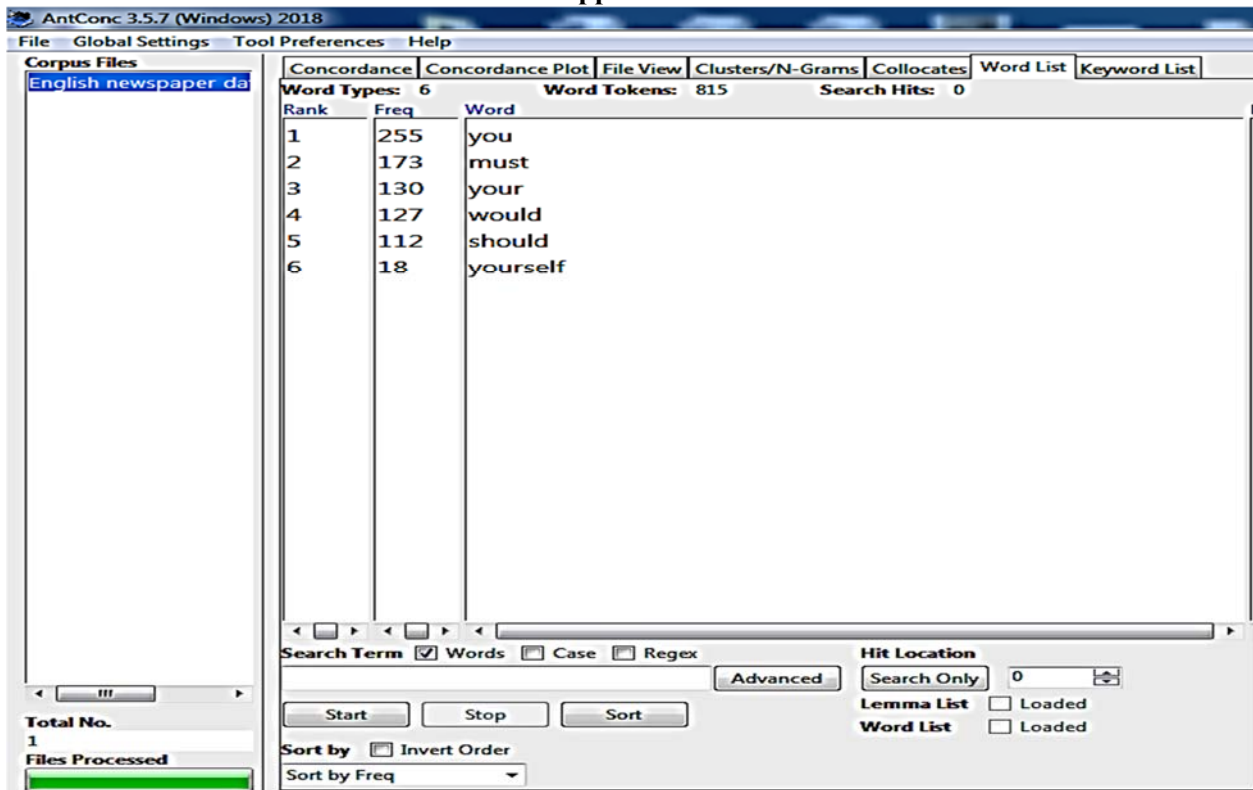 AntConc 3.5.7 (Windows) 2018
File Global Settings Tool Preferences Help
Corpus Files
English newspaper da
Concordance Concordance Plot File View Clusters/N-Grams Collocates Word List Keyword List
Word Types: 6 Word Tokens: 815 Search Hits: 0
Rank Freq Word
1 255 you
2 173 must
3 130 your
4 127 would
5 112 should
6 18 yourself
Search Term Words Case Regex Hit Location
Advanced Search Only 0
Start Stop Sort Lemma List Loaded
Word List Loaded
Total No.
1
Files Processed
Sort by Invert Order
Sort by Freq